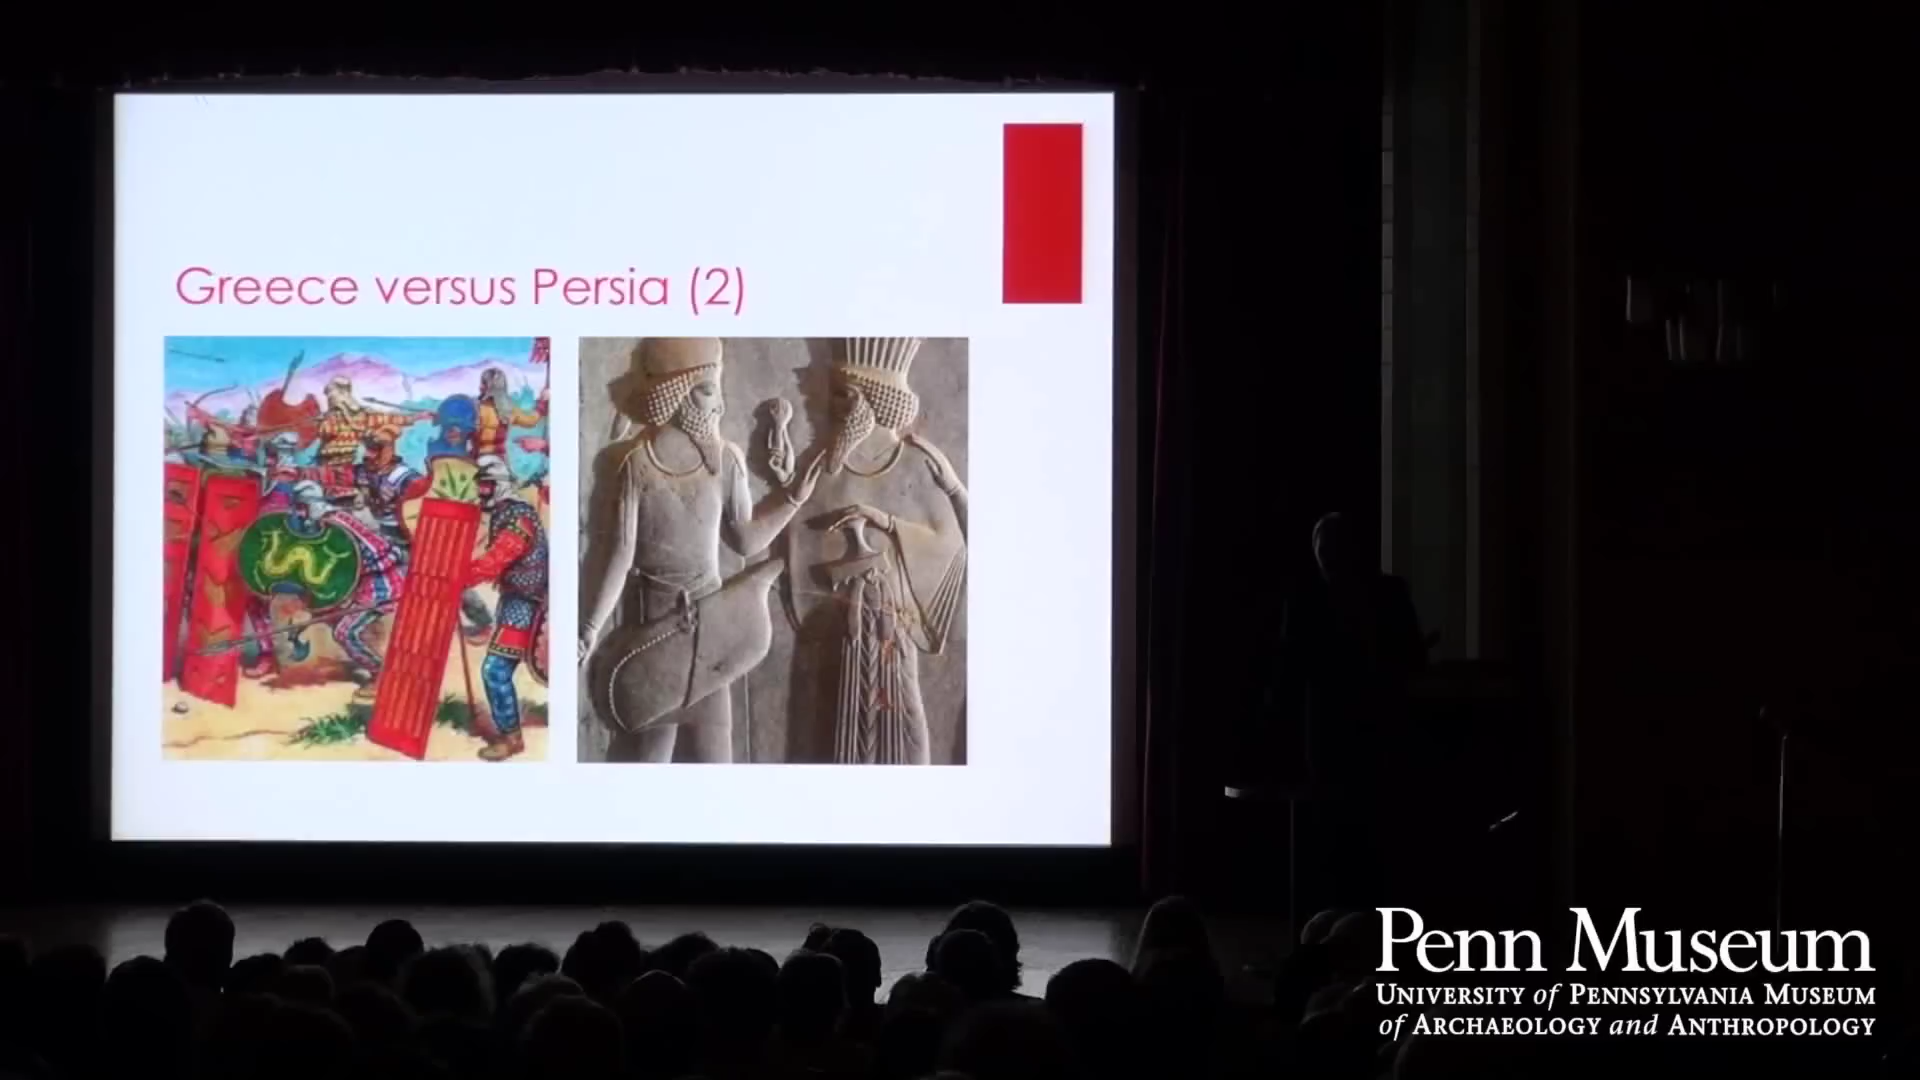 Greece versus Persia (2)
Penn Museum
University of Pennsylvania Museum
of Archaeology and Anthropology